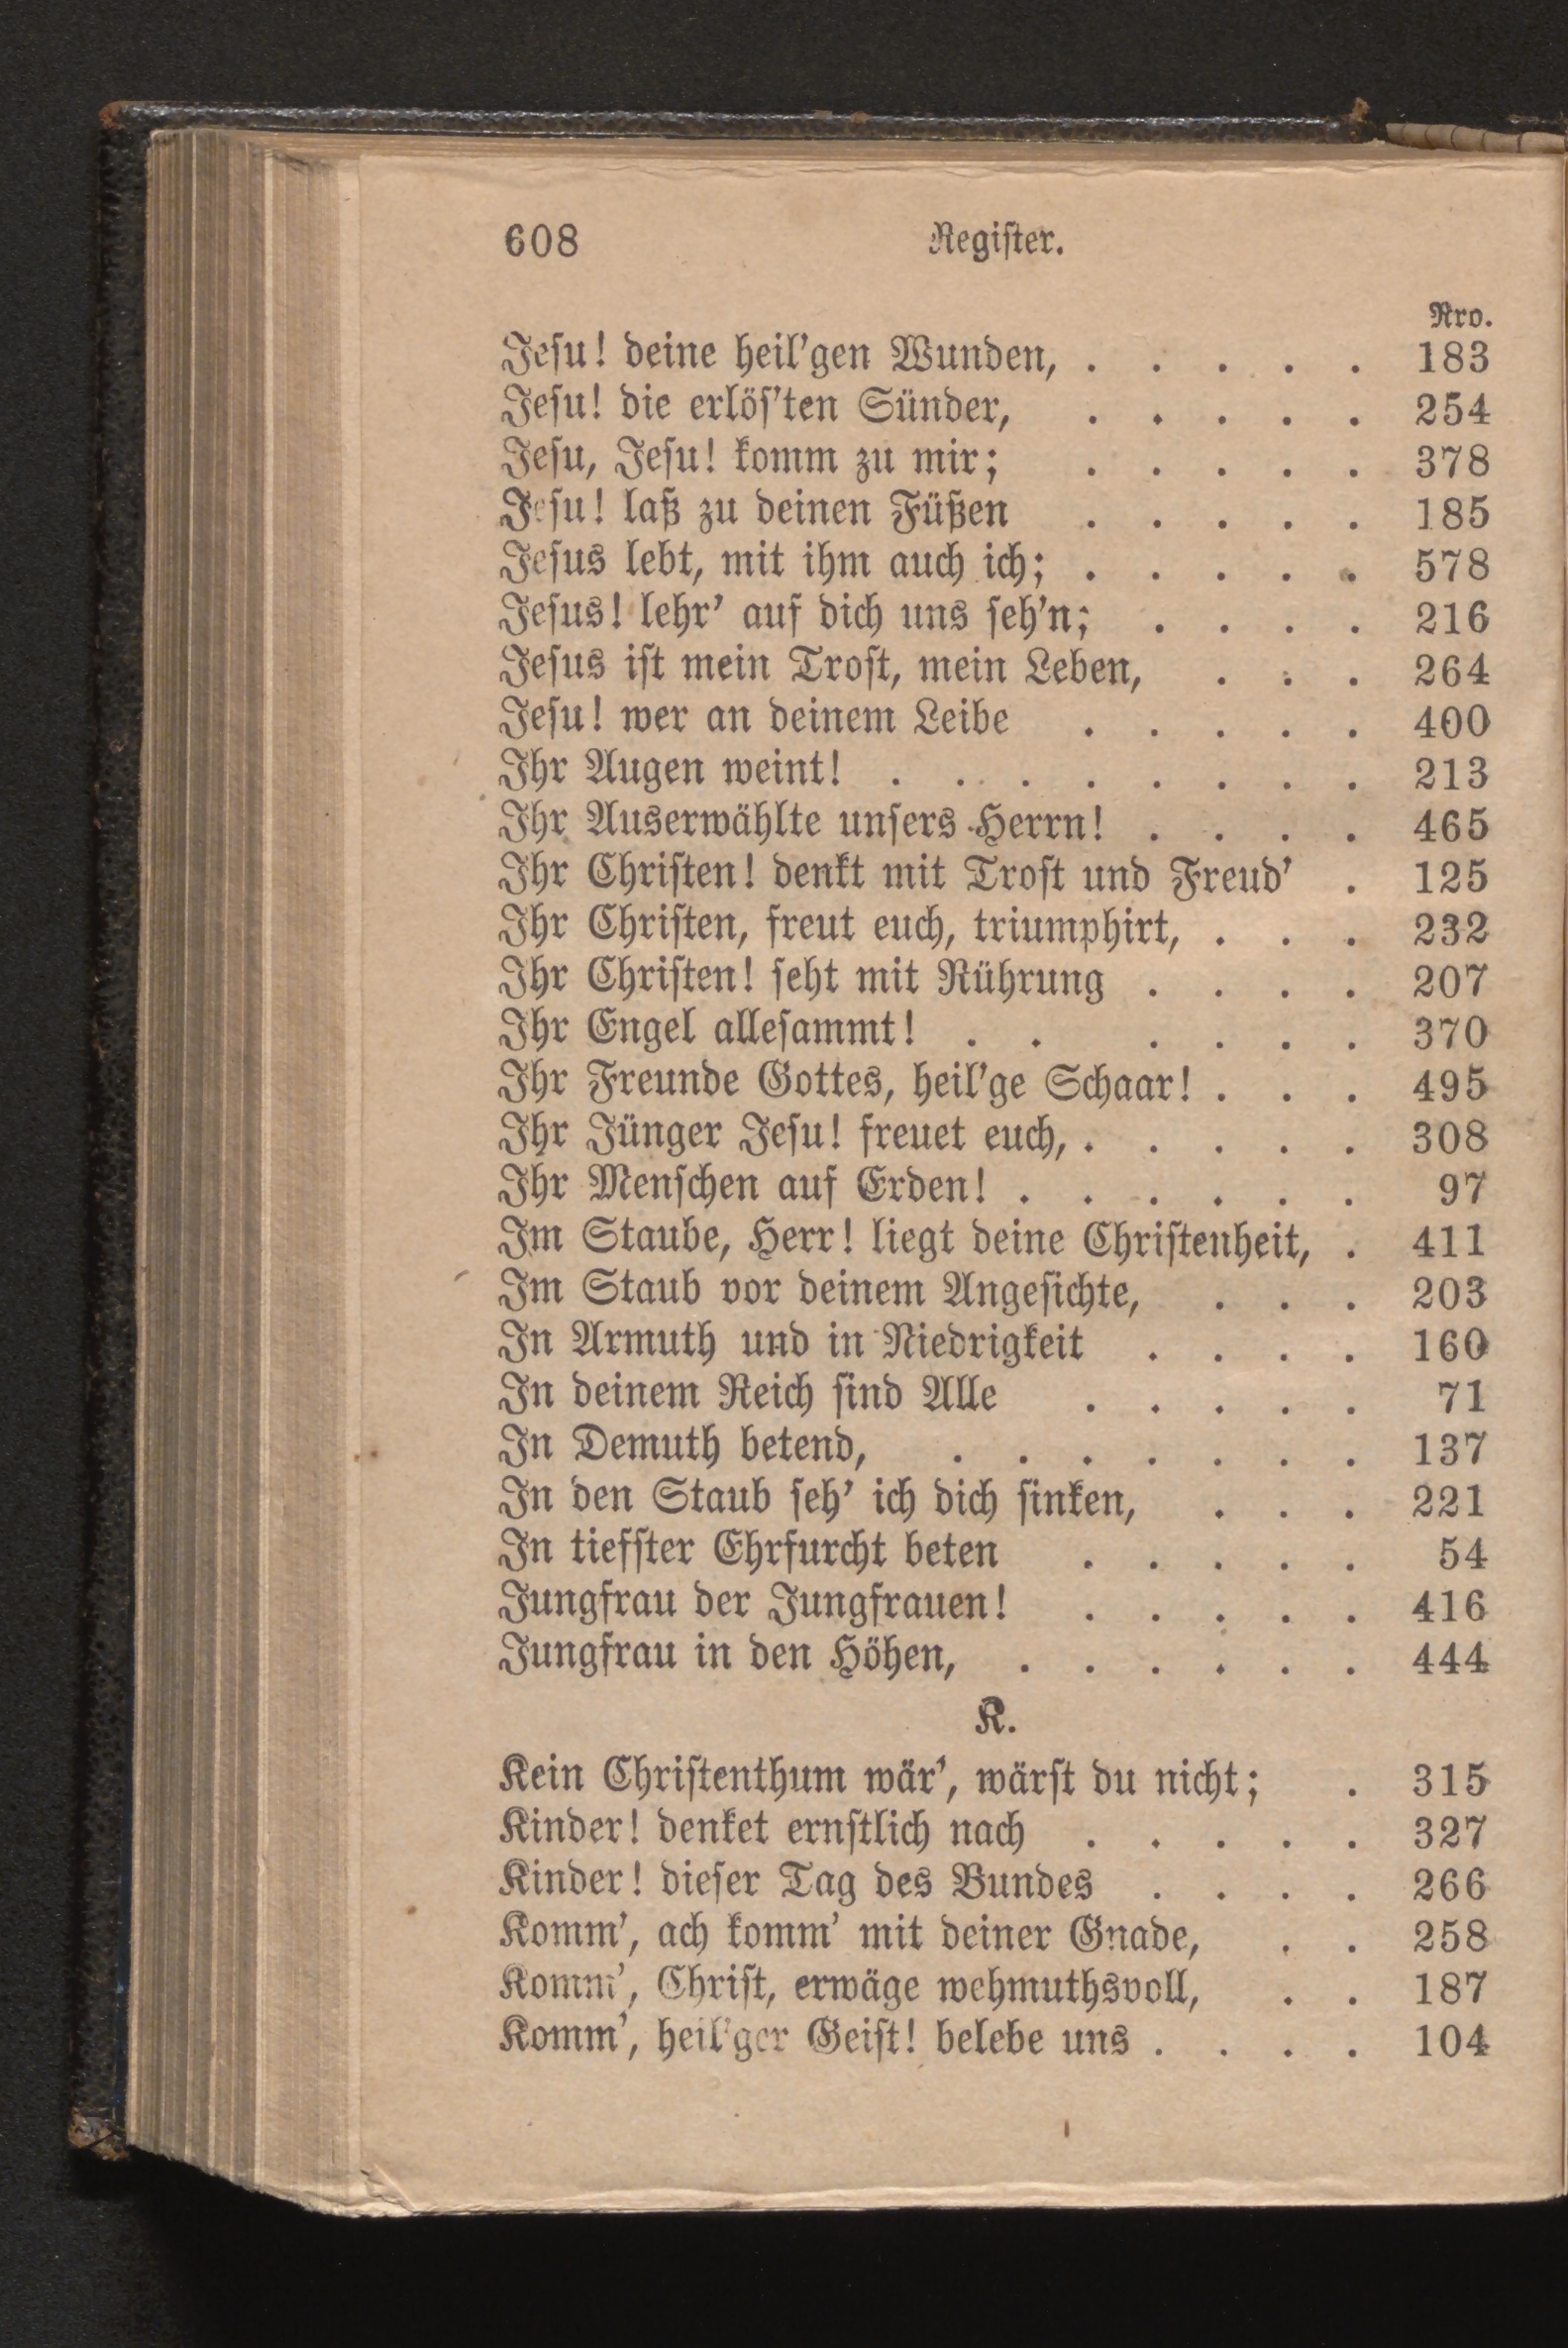 608 Regiſter.
Nro.
Jeſu! deine heil'gen Wunden, . . . . . 183
Jeſu! die erlöſ'ten Sünder, . . . . . 254
Jeſu, Jeſu! komm zu mir; . . . . . 378
Jeſu! laß zu deinen Füßen . . . . . 185
Jeſus lebt, mit ihm auch ich; . . . . . 578
Jeſus! lehr' auf dich uns ſeh'n; . . . . 216
Jeſus iſt mein Troſt, mein Leben, . . . 264
Jeſu! wer an deinem Leibe . . . . . 400
Ihr Augen weint! . . . . . . . . 213
Ihr Auserwählte unſers Herrn! . . . . 465
Ihr Chriſten! denkt mit Troſt und Freud' . 125
Ihr Chriſten, freut euch, triumphirt, . . . 232
Ihr Chriſten! ſeht mit Rührung . . . . 207
Ihr Engel alleſammt! . . . . . . 370
Ihr Freunde Gottes, heil'ge Schaar! . . . 495
Ihr Jünger Jeſu! freuet euch, . . . . . 308
Ihr Menſchen auf Erden! . . . . . . 97
Im Staube, Herr! liegt deine Chriſtenheit, . 411
Im Staub vor deinem Angeſichte, . . . 203
In Armuth und in Niedrigkeit . . . . 160
In deinem Reich ſind Alle . . . . . 71
In Demuth betend, . . . . . . . 137
In den Staub ſeh' ich dich ſinken, . . . 221
In tiefſter Ehrfurcht beten . . . . . 54
Jungfrau der Jungfrauen! . . . . . 416
Jungfrau in den Höhen, . . . . . . 444
K.
Kein Chriſtenthum wär', wärſt du nicht; . 315
Kinder! denket ernſtlich nach . . . . . 327
Kinder! dieſer Tag des Bundes . . . . 266
Komm', ach komm' mit deiner Gnade, . . 258
Komm', Chriſt, erwäge wehmuthsvoll, . . 187
Komm', heil'ger Geiſt! belebe uns . . . . 104